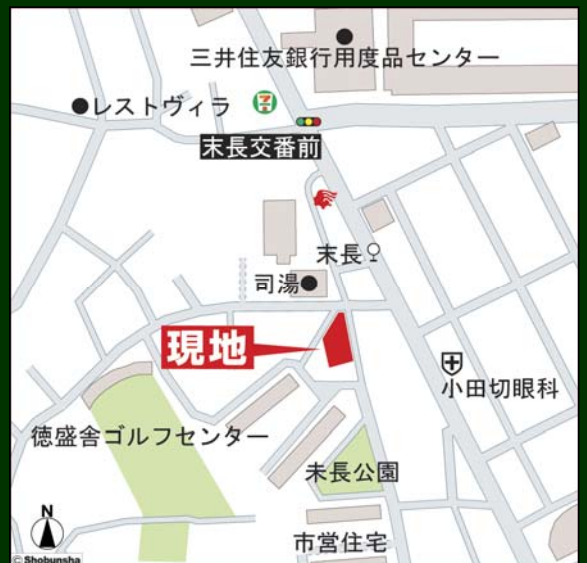 三井住友銀行用度品センター
レストヴィラ
7
末長交番前
末長
司湯
現地
小田切眼科
徳盛舎ゴルフセンター
末長公園
市営住宅
N
© Shobunsha